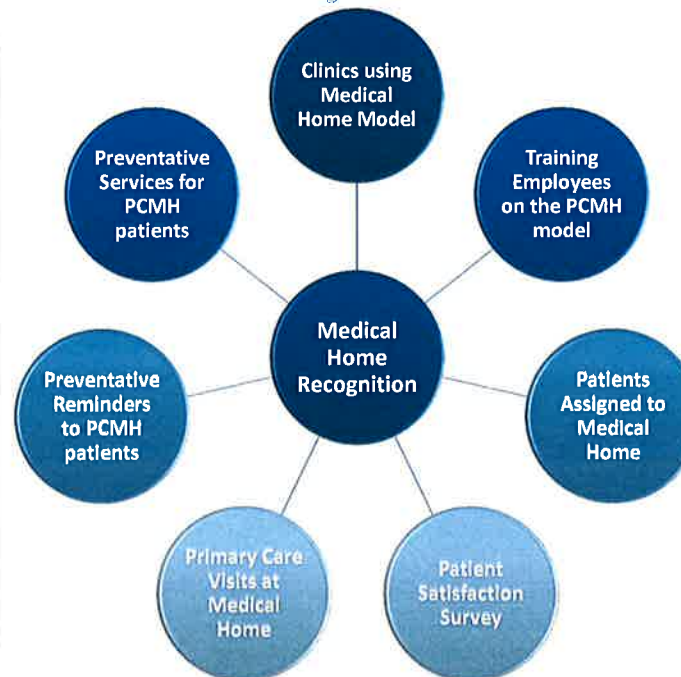 Clinics using
Medical
Home Model
Training
Employees
on the PCMH
model
Patients
Assigned to
Medical
Home
Patient
Satisfaction
Survey
Primary Care
Visits at
Medical
Home
Preventative
Reminders
to PCMH
patients
Preventative
Services for
PCMH
patients
Medical
Home
Recognition